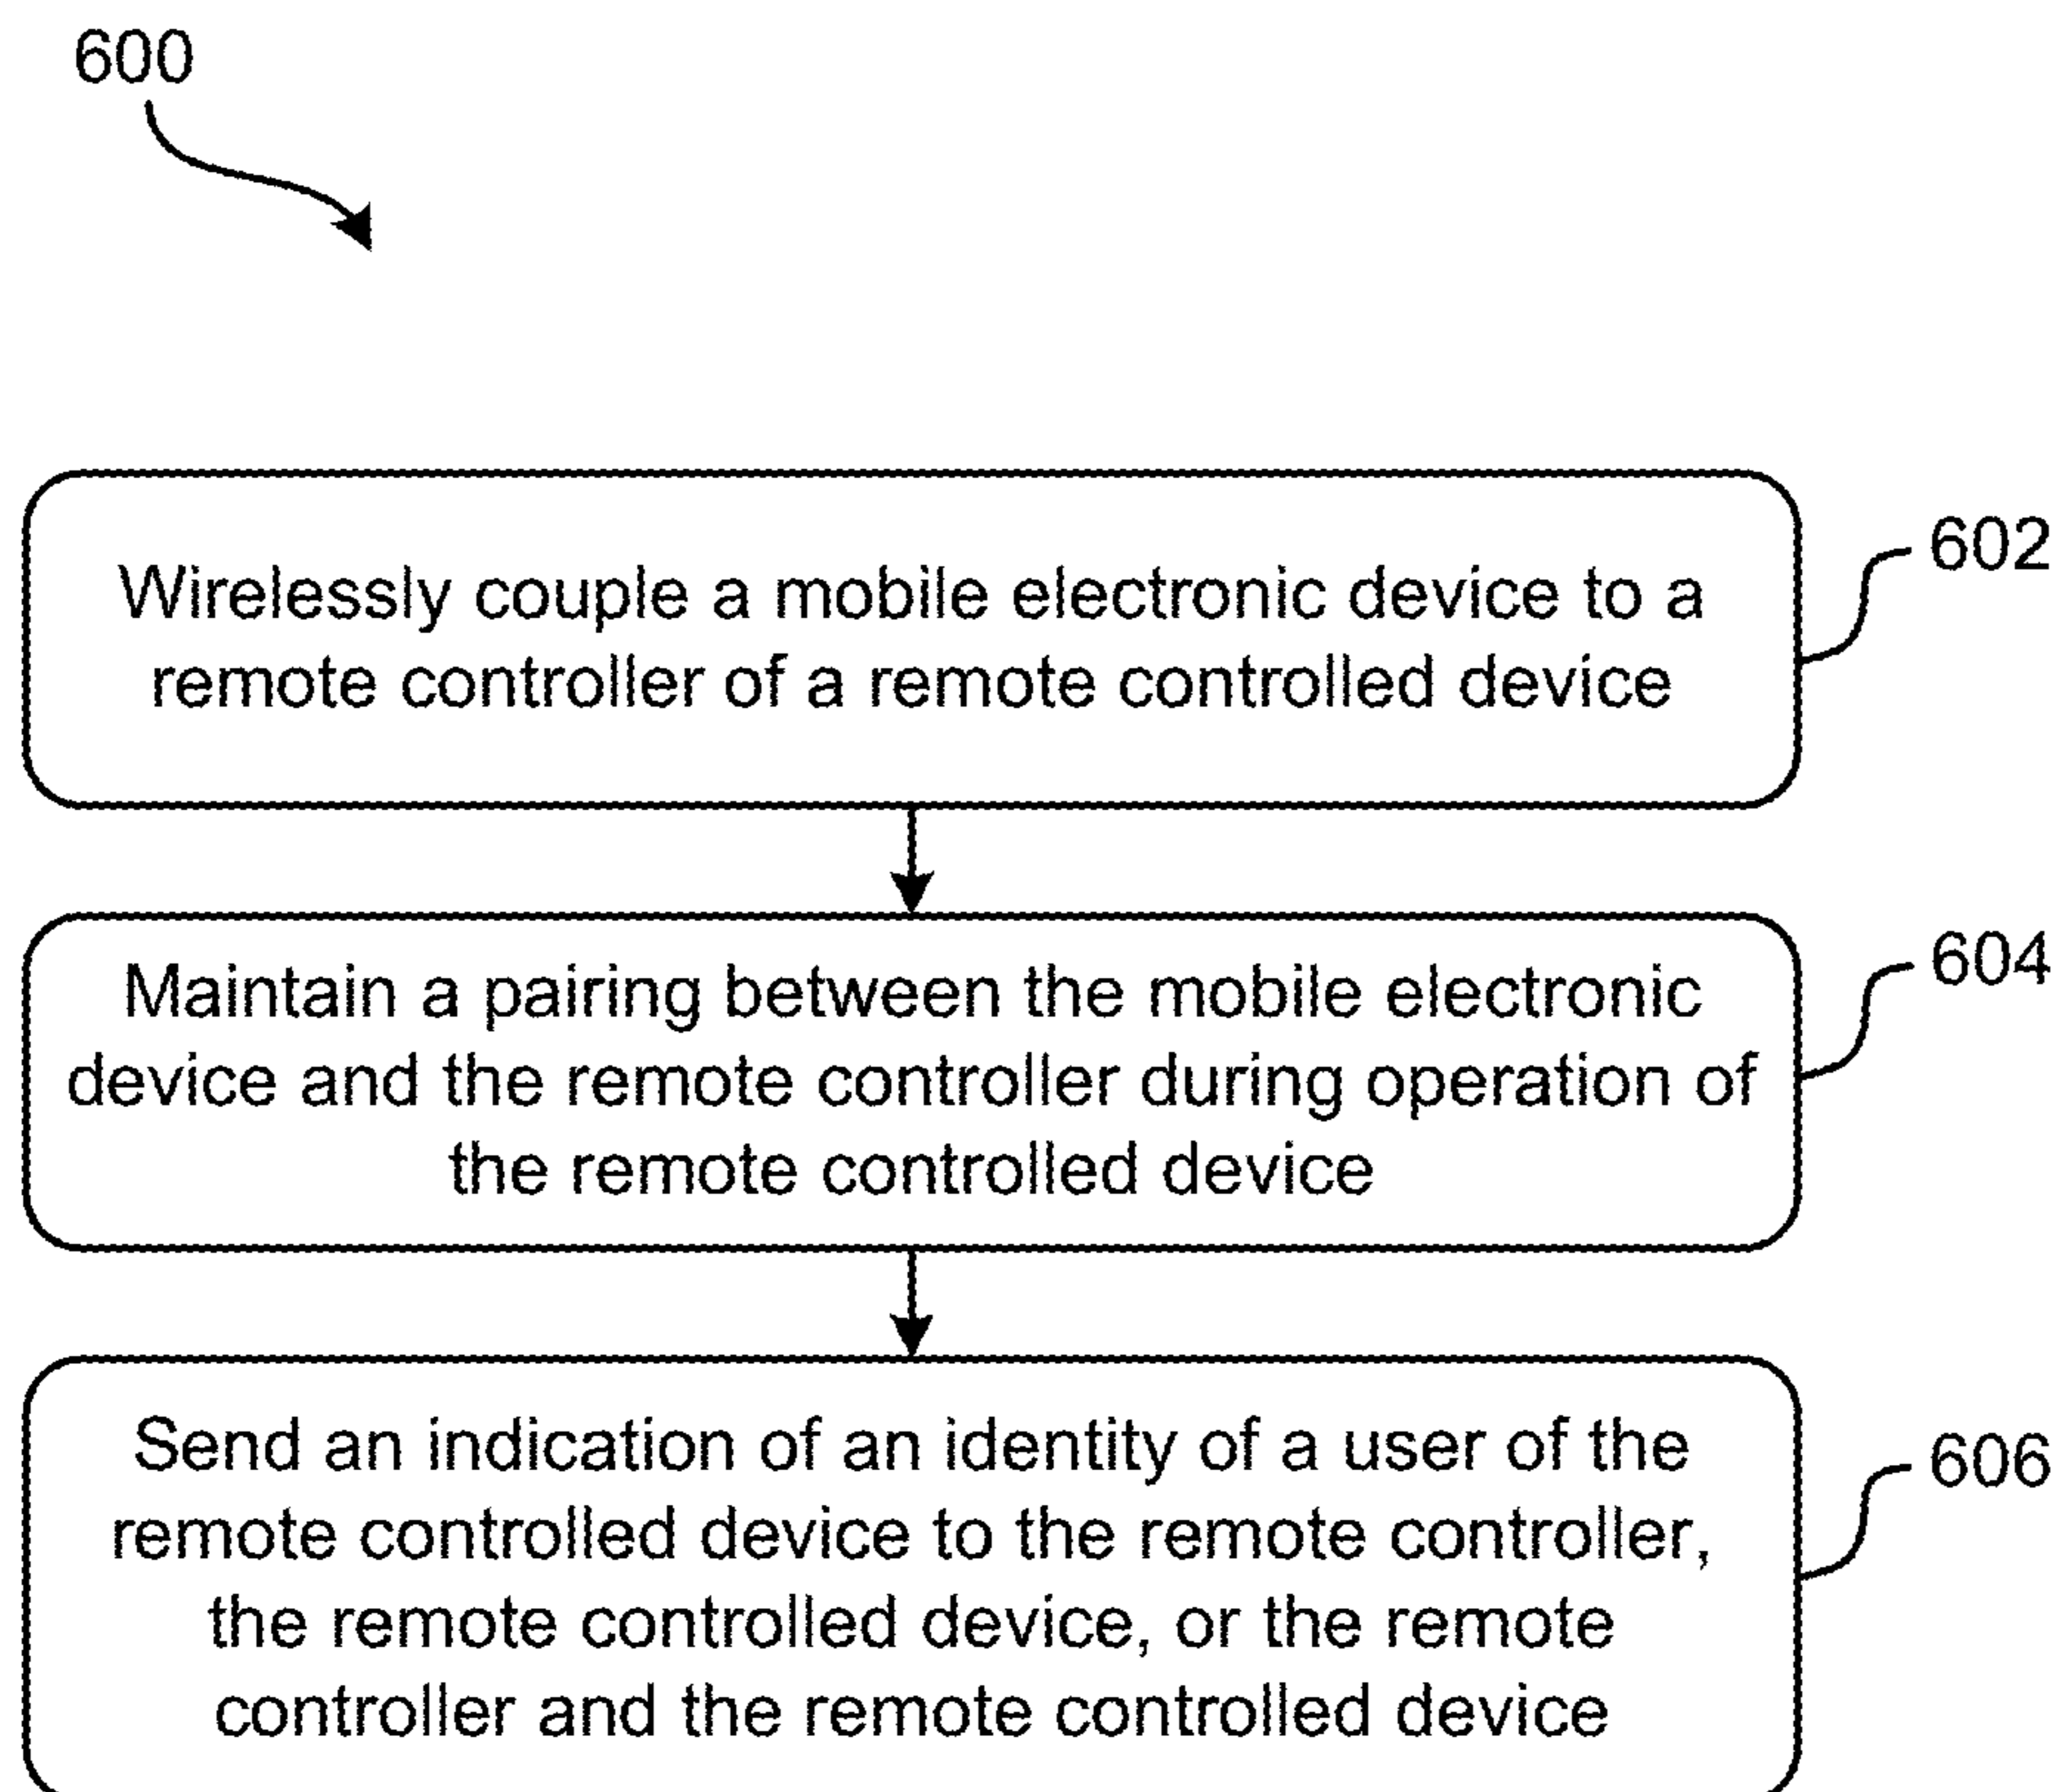 600
Wirelessly couple a mobile electronic device to a
remote controller of a remote controlled device
602
Maintain a pairing between the mobile electronic
device and the remote controller during operation of
the remote controlled device
604
Send an indication of an identity of a user of the
remote controlled device to the remote controller,
the remote controlled device, or the remote
controller and the remote controlled device
606